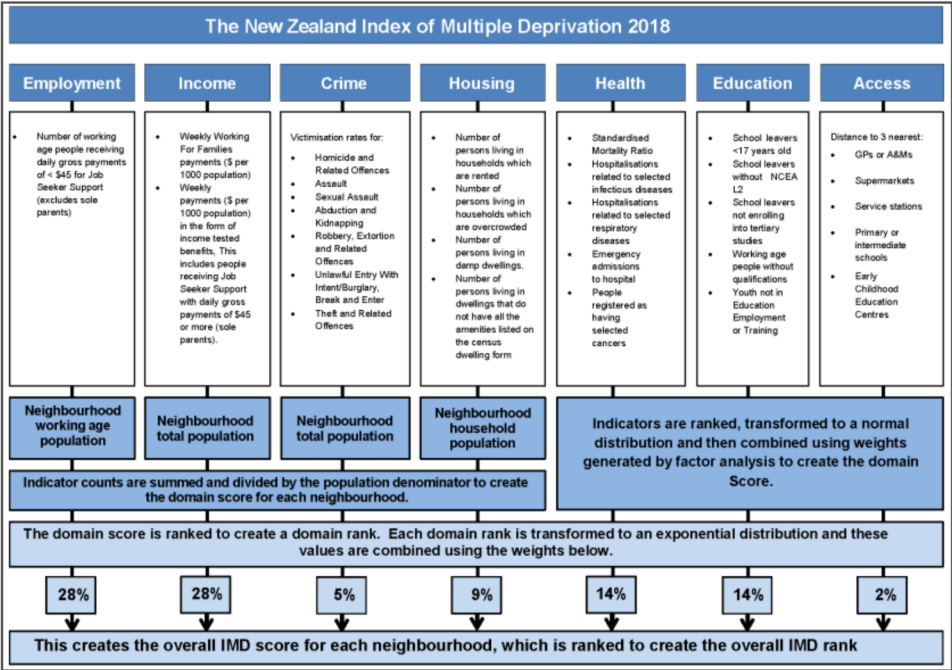 The New Zealand Index of Multiple Deprivation 2018
Employment
Income
Crime
Housing
Health
Education
Access
• Number of working
age people receiving
daily gross payments
of < $45 for Job
Seeker Support
(excludes sole
parents)
• Weekly Working
For Families
payments ($ per
1000 population)
• Weekly
payments ($ per
1000 population)
in the form of
income tested
benefits, This
includes people
receiving Job
Seeker Support
with daily gross
payments of $45
or more (sole
parents).
Victimisation rates for:
• Homicide and
Related Offences
• Assault
• Sexual Assault
• Abduction and
Kidnapping
• Robbery, Extortion
and Related
Offences
• Unlawful Entry With
Intent/Burglary,
Break and Enter
• Theft and Related
Offences
• Number of
persons living in
households which
are rented
• Number of
persons living in
households which
are overcrowded
• Number of
persons living in
damp dwellings.
• Number of
persons living in
dwellings that do
not have all the
amenities listed on
the census
dwelling form
• Standardised
Mortality Ratio
• Hospitalisations
related to selected
infectious diseases
• Hospitalisations
related to selected
respiratory
diseases
• Emergency
admissions
to hospital
• People
registered as
having
selected
cancers
• School leavers
<17 years old
• School leavers
without NCEA
L2
• School leavers
not enrolling
into tertiary
studies
• Working age
people without
qualifications
• Youth not in
Education
Employment
or Training
Distance to 3 nearest:
• GPs or A&Ms
• Supermarkets
• Service stations
• Primary or
intermediate
schools
• Early
Childhood
Education
Centres
Neighbourhood
working age
population
Neighbourhood
total population
Neighbourhood
total population
Neighbourhood
household
population
Indicators are ranked, transformed to a normal
distribution and then combined using weights
generated by factor analysis to create the domain
Score.
Indicator counts are summed and divided by the population denominator to create
the domain score for each neighbourhood.
The domain score is ranked to create a domain rank. Each domain rank is transformed to an exponential distribution and these
values are combined using the weights below.
28%
28%
5%
9%
14%
14%
2%
This creates the overall IMD score for each neighbourhood, which is ranked to create the overall IMD rank